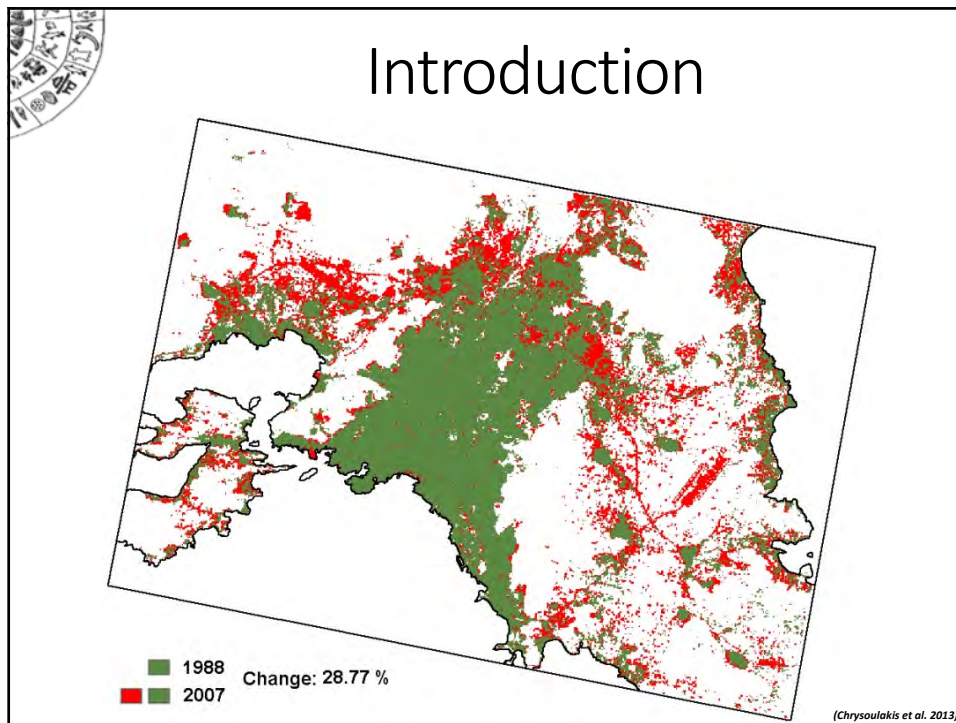 Introduction
1988
Change: 28.77 %
2007
(Chrysoulakis et al. 2013)